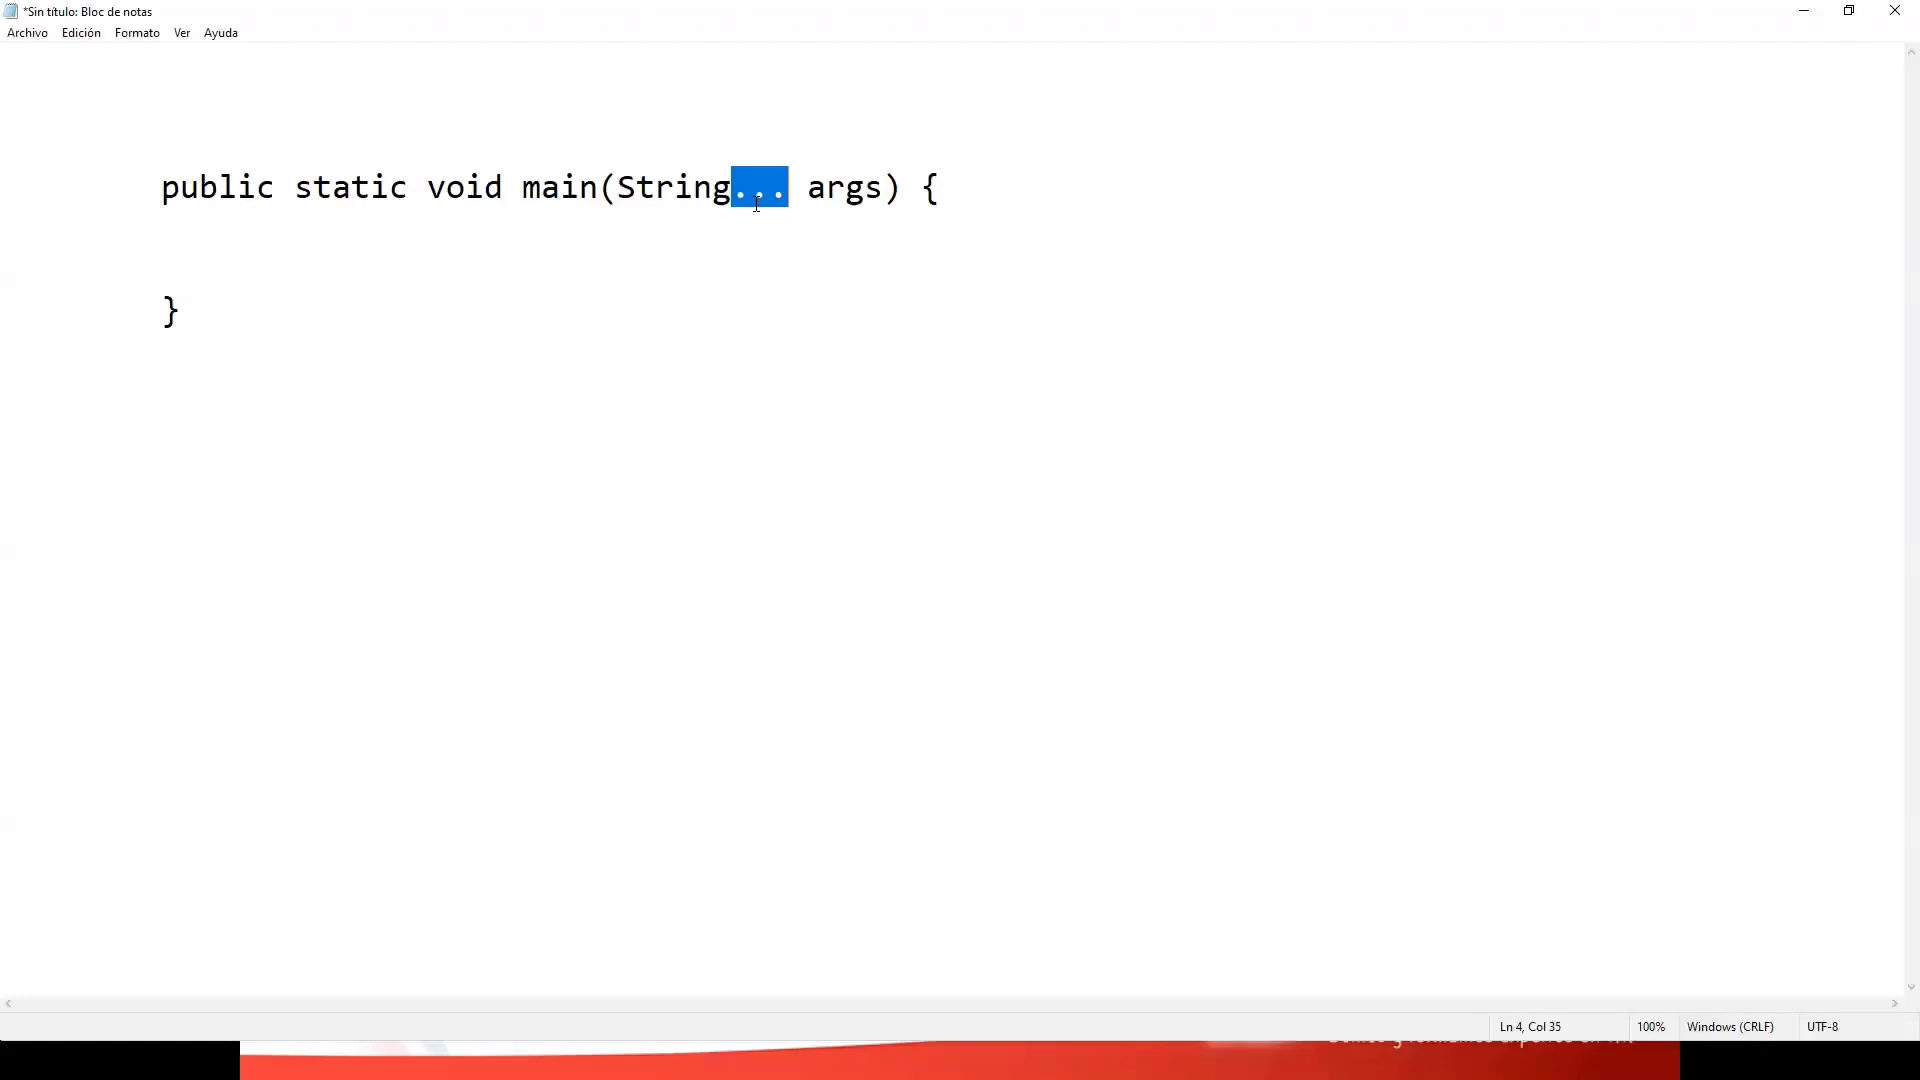 *Sin título: Bloc de notas
Archivo Edición Formato Ver Ayuda
public static void main(String... args) {
}
Ln 4, Col 35 100% Windows (CRLF) UTF-8